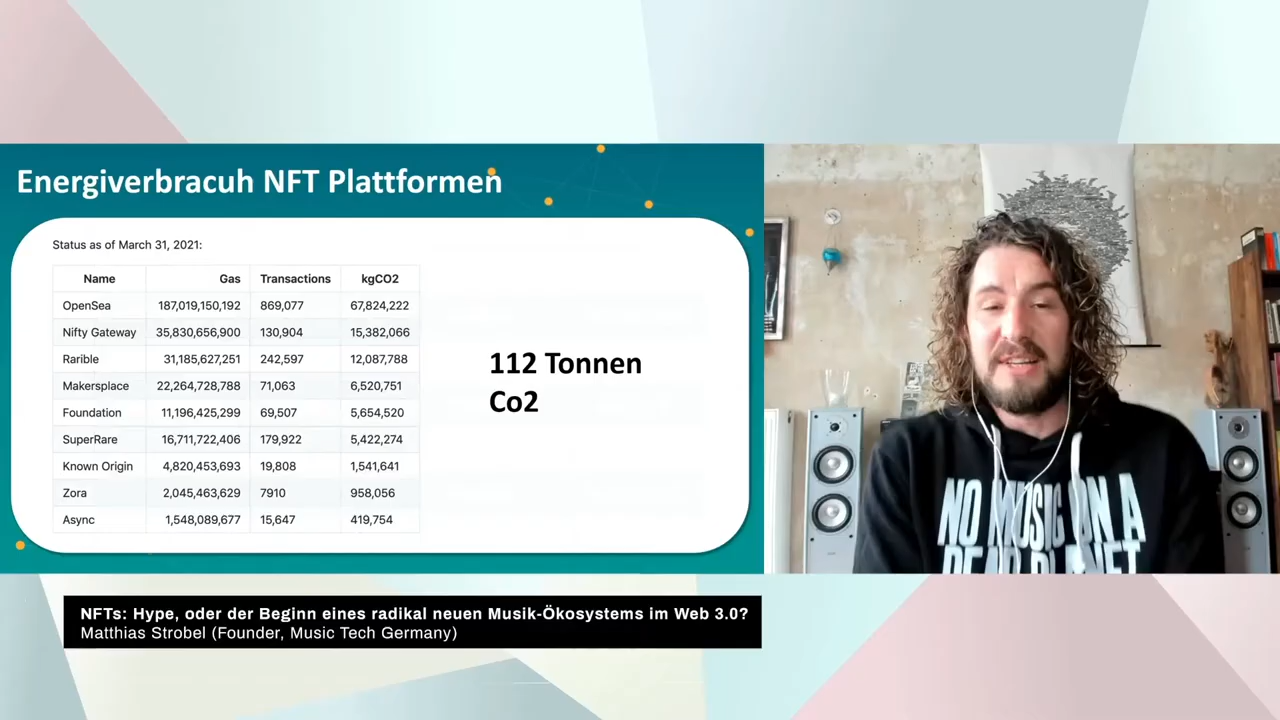 Energiverbracuh NFT Plattformen
Status as of March 31, 2021:
Name Gas Transactions kgCO2
OpenSea 187,019,150,192 869,077 67,824,222
Nifty Gateway 35,830,656,900 130,904 15,382,066
Rarible 31,185,627,251 242,597 12,087,788
Makersplace 22,264,728,788 71,063 6,520,751
Foundation 11,196,425,299 69,507 5,654,520
SuperRare 16,711,722,406 179,922 5,422,274
Known Origin 4,820,453,693 19,808 1,541,641
Zora 2,045,463,629 7910 958,056
Async 1,548,089,677 15,647 419,754
112 Tonnen
Co2
NO MUSIC ON A
DEAD PLANET
NFTs: Hype, oder der Beginn eines radikal neuen Musik-Ökosystems im Web 3.0?
Matthias Strobel (Founder, Music Tech Germany)